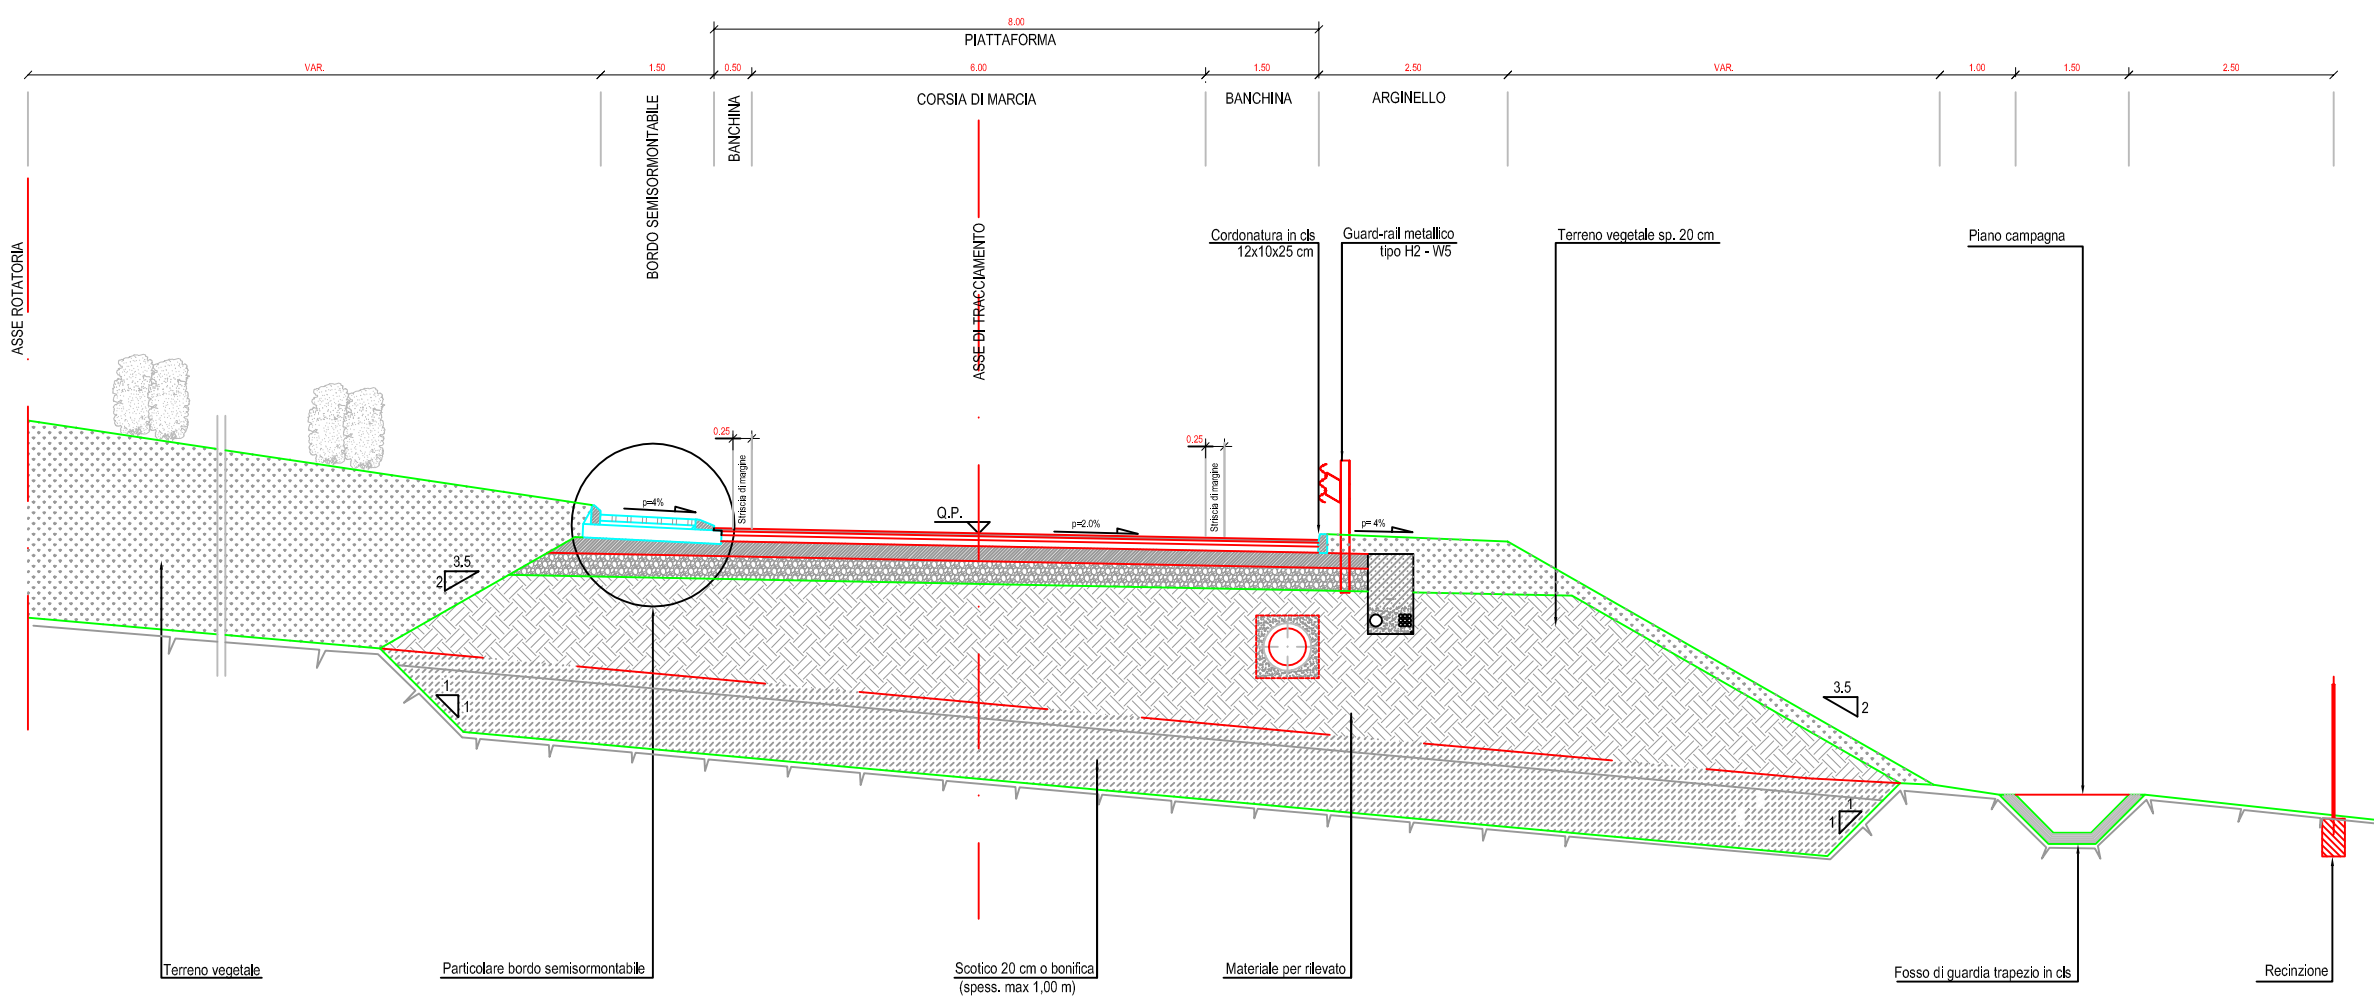 8.00
PIATTAFORMA
VAR.
1.50
0.50
6.00
1.50
2.50
VAR.
1.00
1.50
2.50
BORDO SEMISORMONTABILE
BANCHINA
CORSIA DI MARCIA
BANCHINA
ARGINELLO
ASSE ROTATORIA
ASSE DI TRACCIAMENTO
Cordonatura in cls
12x10x25 cm
Guard-rail metallico
tipo H2 - W5
Terreno vegetale sp. 20 cm
Piano campagna
0.25
Striscia di margine
0.25
Striscia di margine
p=4%
Q.P.
p=2.0%
p= 4%
3.5
2
1
1
3.5
2
1
1
Terreno vegetale
Particolare bordo semisormontabile
Scotico 20 cm o bonifica
(spess. max 1,00 m)
Materiale per rilevato
Fosso di guardia trapezio in cls
Recinzione